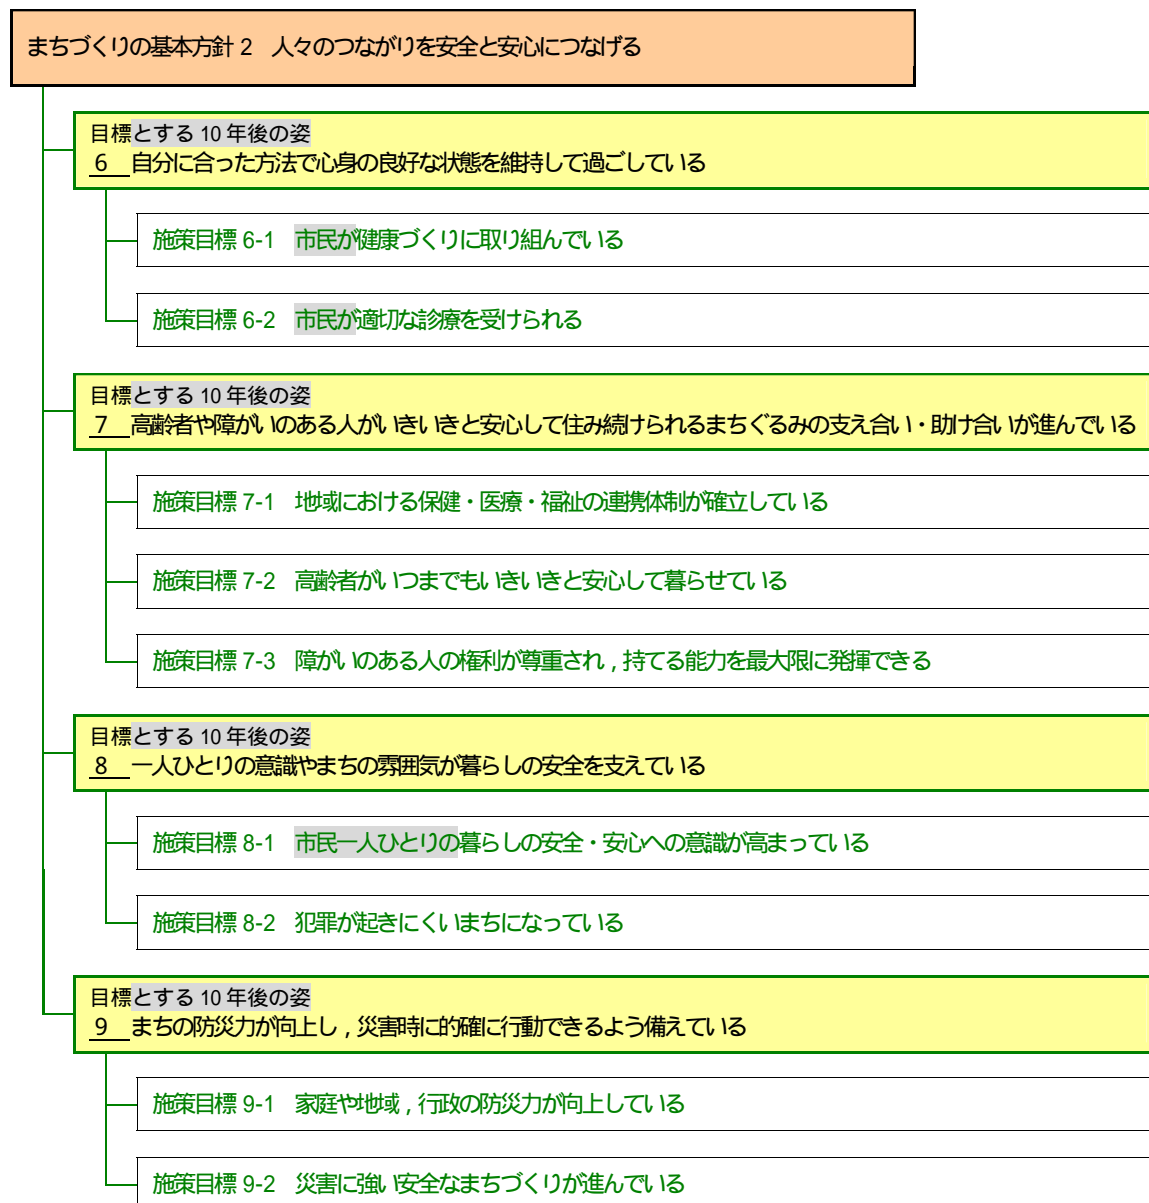 まちづくりの基本方針２　人々のつながりを安全と安心につなげる
目標とする 10 年後の姿
6　自分に合った方法で心身の良好な状態を維持して過ごしている
施策目標 6-1　市民が健康づくりに取り組んでいる
施策目標 6-2　市民が適切な診療を受けられる
目標とする 10 年後の姿
7　高齢者や障がいのある人がいきいきと安心して住み続けられるまちぐるみの支え合い・助け合いが進んでいる
施策目標 7-1　地域における保健・医療・福祉の連携体制が確立している
施策目標 7-2　高齢者がいつまでもいきいきと安心して暮らせている
施策目標 7-3　障がいのある人の権利が尊重され，持てる能力を最大限に発揮できる
目標とする 10 年後の姿
8　一人ひとりの意識やまちの雰囲気が暮らしの安全を支えている
施策目標 8-1　市民一人ひとりの暮らしの安全・安心への意識が高まっている
施策目標 8-2　犯罪が起きにくいまちになっている
目標とする 10 年後の姿
9　まちの防災力が向上し，災害時に的確に行動できるよう備えている
施策目標 9-1　家庭や地域，行政の防災力が向上している
施策目標 9-2　災害に強い安全なまちづくりが進んでいる